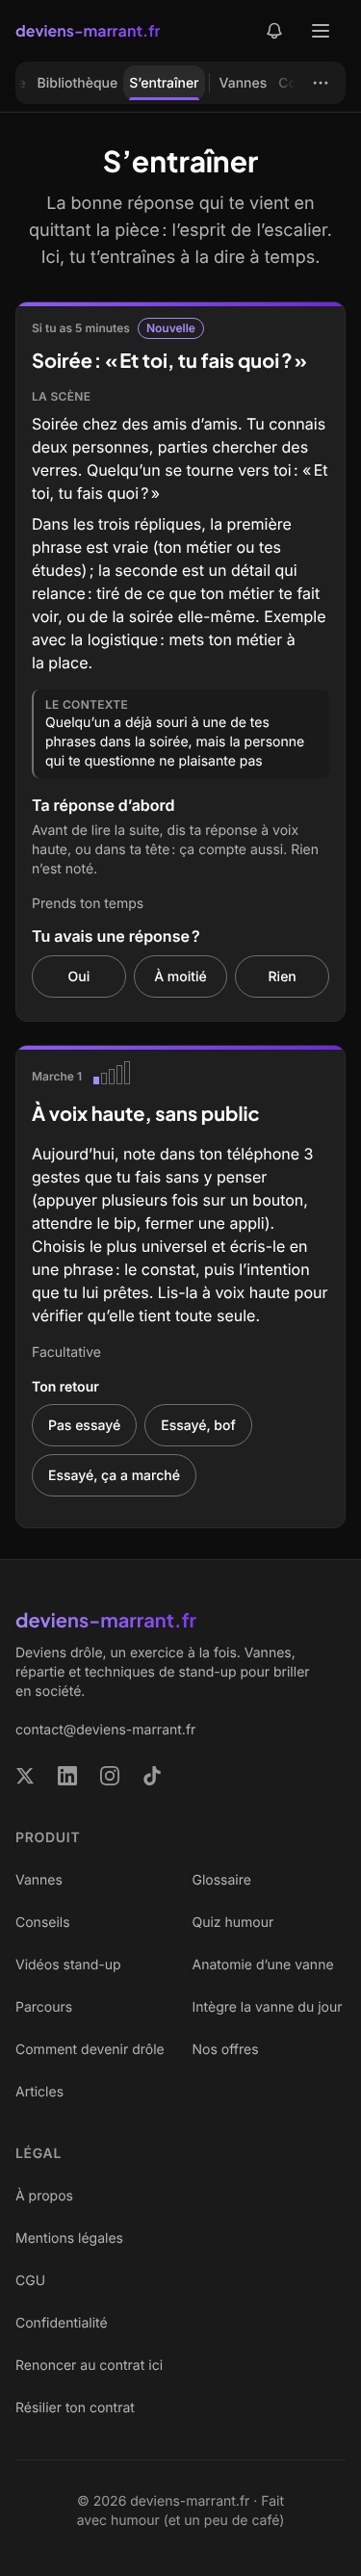 deviens-marrant.fr
Bibliothèque S’entraîner Vannes
S’entraîner
La bonne réponse qui te vient en
quittant la pièce : l’esprit de l’escalier.
Ici, tu t’entraînes à la dire à temps.
Si tu as 5 minutes Nouvelle
Soirée : « Et toi, tu fais quoi ? »
LA SCÈNE
Soirée chez des amis d’amis. Tu connais
deux personnes, parties chercher des
verres. Quelqu’un se tourne vers toi : « Et
toi, tu fais quoi ? »
Dans les trois répliques, la première
phrase est vraie (ton métier ou tes
études) ; la seconde est un détail qui
relance : tiré de ce que ton métier te fait
voir, ou de la soirée elle-même. Exemple
avec la logistique : mets ton métier à
la place.
LE CONTEXTE
Quelqu’un a déjà souri à une de tes
phrases dans la soirée, mais la personne
qui te questionne ne plaisante pas
Ta réponse d’abord
Avant de lire la suite, dis ta réponse à voix
haute, ou dans ta tête : ça compte aussi. Rien
n’est noté.
Prends ton temps
Tu avais une réponse ?
Oui À moitié Rien
Marche 1
À voix haute, sans public
Aujourd’hui, note dans ton téléphone 3
gestes que tu fais sans y penser
(appuyer plusieurs fois sur un bouton,
attendre le bip, fermer une appli).
Choisis le plus universel et écris-le en
une phrase : le constat, puis l’intention
que tu lui prêtes. Lis-la à voix haute pour
vérifier qu’elle tient toute seule.
Facultative
Ton retour
Pas essayé Essayé, bof
Essayé, ça a marché
deviens-marrant.fr
Deviens drôle, un exercice à la fois. Vannes,
répartie et techniques de stand-up pour briller
en société.
contact@deviens-marrant.fr
PRODUIT
Vannes Glossaire
Conseils Quiz humour
Vidéos stand-up Anatomie d’une vanne
Parcours Intègre la vanne du jour
Comment devenir drôle Nos offres
Articles
LÉGAL
À propos
Mentions légales
CGU
Confidentialité
Renoncer au contrat ici
Résilier ton contrat
© 2026 deviens-marrant.fr · Fait
avec humour (et un peu de café)